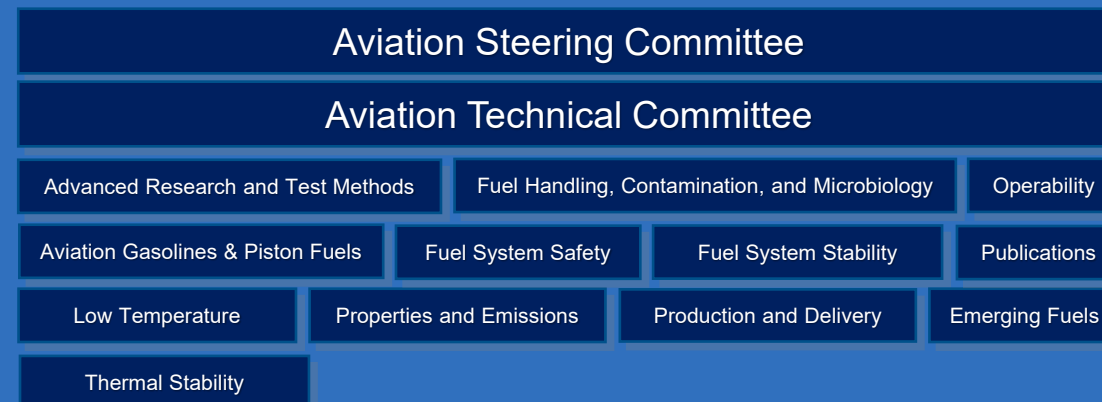 Aviation Steering Committee
Aviation Technical Committee
Advanced Research and Test Methods
Fuel Handling, Contamination, and Microbiology
Operability
Aviation Gasolines & Piston Fuels
Fuel System Safety
Fuel System Stability
Publications
Low Temperature
Properties and Emissions
Production and Delivery
Emerging Fuels
Thermal Stability